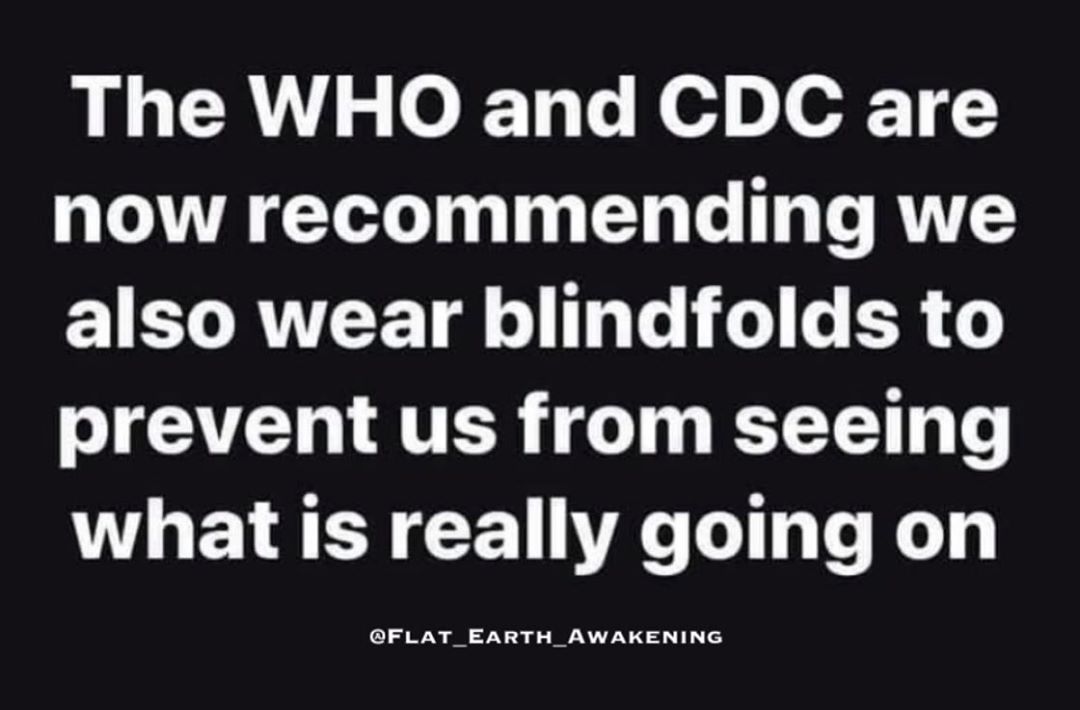 The WHO and CDC are
now recommending we
also wear blindfolds to
prevent us from seeing
what is really going on
@Flat_Earth_Awakening